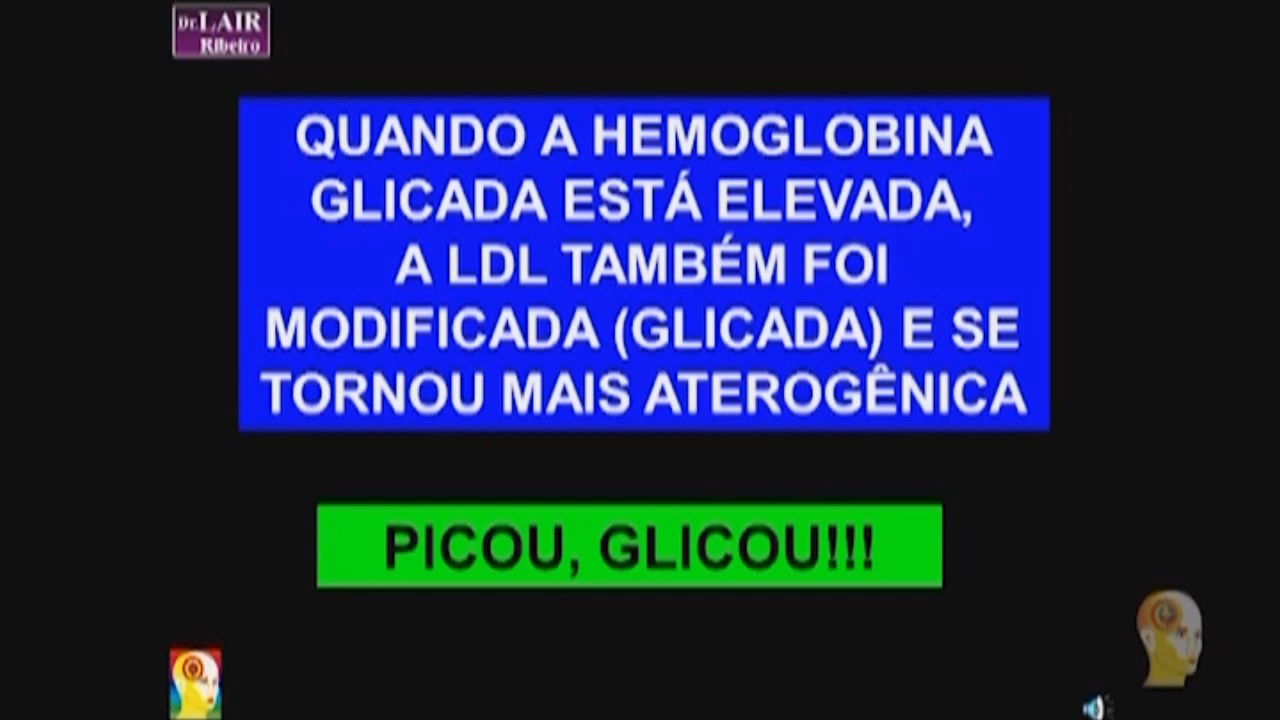 Dr. LAIR
Ribeiro
QUANDO A HEMOGLOBINA
GLICADA ESTÁ ELEVADA,
A LDL TAMBÉM FOI
MODIFICADA (GLICADA) E SE
TORNOU MAIS ATEROGÊNICA
PICOU, GLICOU!!!